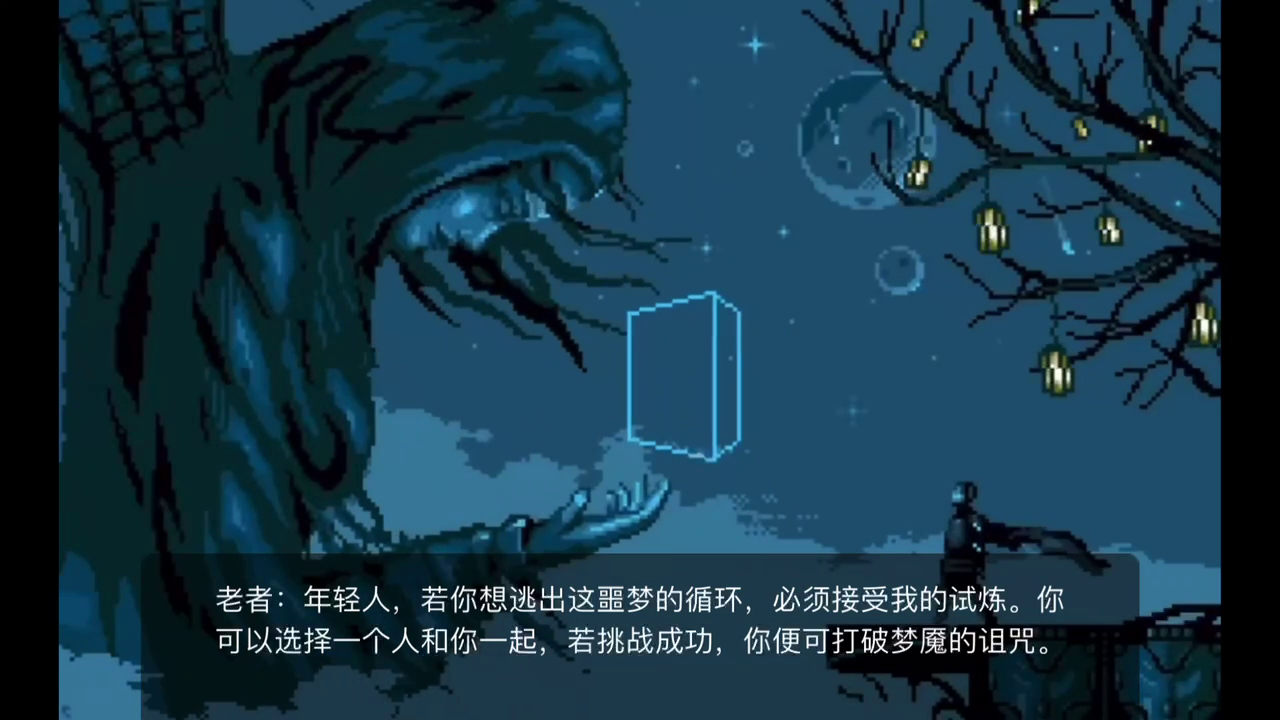 老者：年轻人，若你想逃出这噩梦的循环，必须接受我的试炼。你
可以选择一个人和你一起，若挑战成功，你便可打破梦魇的诅咒。